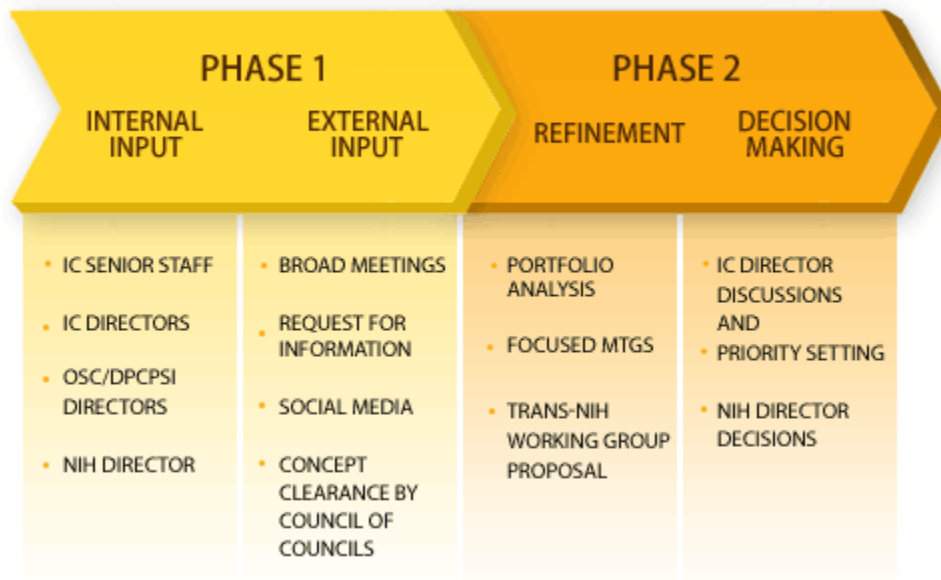 PHASE 1
INTERNAL
INPUT
EXTERNAL
INPUT
PHASE 2
REFINEMENT
DECISION
MAKING
• IC SENIOR STAFF
• IC DIRECTORS
• OSC/DPCPSI
DIRECTORS
• NIH DIRECTOR
• BROAD MEETINGS
• REQUEST FOR
INFORMATION
• SOCIAL MEDIA
• CONCEPT
CLEARANCE BY
COUNCIL OF
COUNCILS
• PORTFOLIO
ANALYSIS
• FOCUSED MTGS
• TRANS-NIH
WORKING GROUP
PROPOSAL
• IC DIRECTOR
DISCUSSIONS
AND
• PRIORITY SETTING
• NIH DIRECTOR
DECISIONS